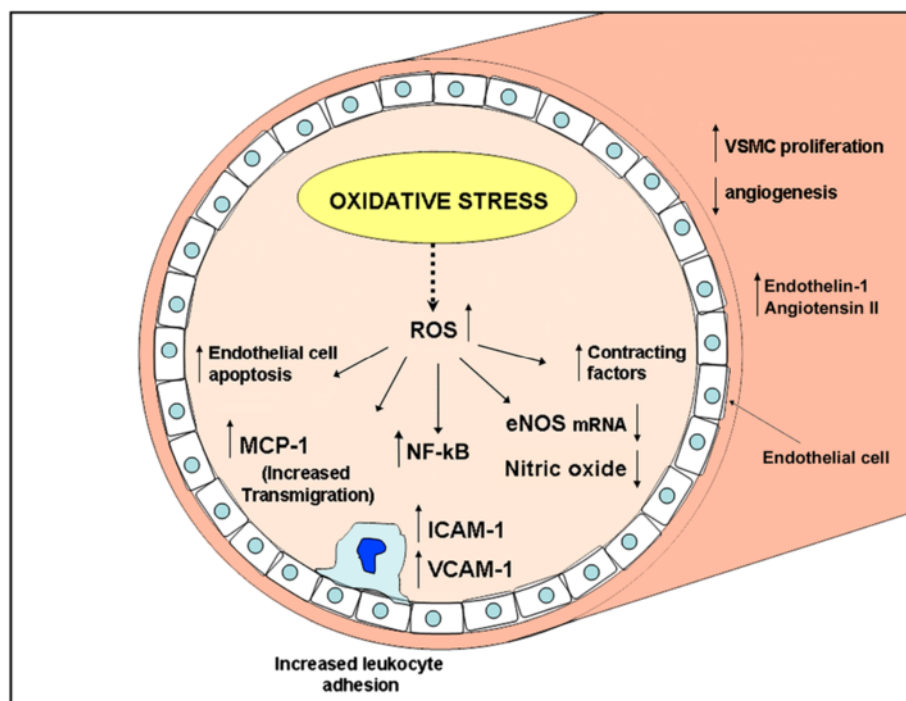 OXIDATIVE STRESS
ROS ↑
↑ Endothelial cell
apoptosis
↑ MCP-1
(Increased
Transmigration)
↑ NF-kB
↑ ICAM-1
↑ VCAM-1
↑ Contracting
factors
eNOS mRNA ↓
Nitric oxide ↓
↑ VSMC proliferation
↓ angiogenesis
↑ Endothelin-1
Angiotensin II
Endothelial cell
Increased leukocyte
adhesion